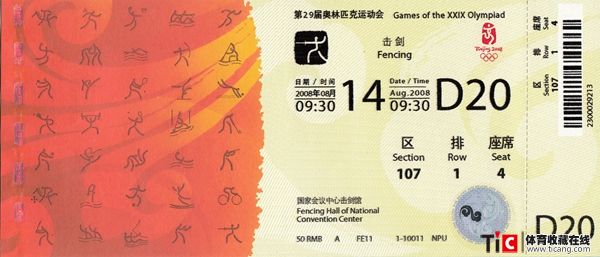 第29届奥林匹克运动会 Games of the XXIX Olympiad
击剑
Fencing
Beijing 2008
日期 / 时间
2008年08月
09:30
14
Date / Time
Aug.2008
09:30
D20
区 排 座席
Section Row Seat
107 1 4
国家会议中心击剑馆
Fencing Hall of National
Convention Center
50 RMB A FE11 1-10011 NPU
座席 Seat 4
排 Row 1
区 Section 107
2300029213
D20
TiC 体育收藏在线
www.ticang.com